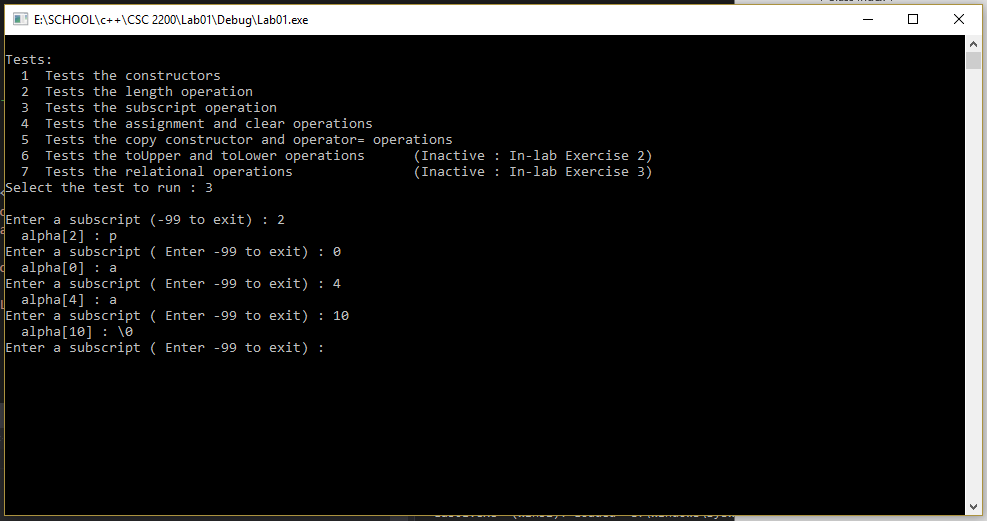 E:\SCHOOL\c++\CSC 2200\Lab01\Debug\Lab01.exe
Tests:
  1  Tests the constructors
  2  Tests the length operation
  3  Tests the subscript operation
  4  Tests the assignment and clear operations
  5  Tests the copy constructor and operator= operations
  6  Tests the toUpper and toLower operations      (Inactive : In-lab Exercise 2)
  7  Tests the relational operations               (Inactive : In-lab Exercise 3)
Select the test to run : 3
Enter a subscript (-99 to exit) : 2
  alpha[2] : p
Enter a subscript ( Enter -99 to exit) : 0
  alpha[0] : a
Enter a subscript ( Enter -99 to exit) : 4
  alpha[4] : a
Enter a subscript ( Enter -99 to exit) : 10
  alpha[10] : \0
Enter a subscript ( Enter -99 to exit) :